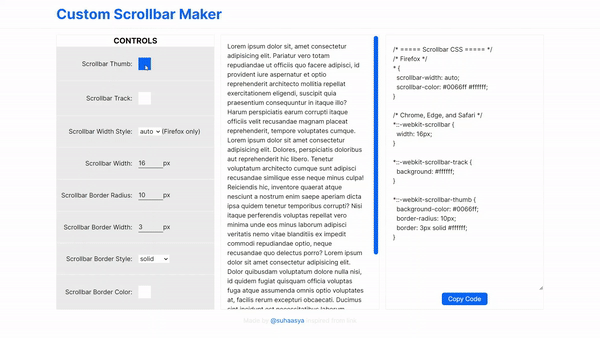 Custom Scrollbar Maker
CONTROLS
Scrollbar Thumb:
Scrollbar Track:
Scrollbar Width Style: auto (Firefox only)
Scrollbar Width: 16 px
Scrollbar Border Radius: 10 px
Scrollbar Border Width: 3 px
Scrollbar Border Style: solid
Scrollbar Border Color:
Lorem ipsum dolor sit, amet consectetur
adipisicing elit. Pariatur vero totam
repudiandae ut officiis quo facere adipisci, id
provident iure aspernatur et optio
reprehenderit architecto mollitia repellat
exercitationem eligendi, suscipit quia
praesentium consequuntur in itaque illo?
Harum perspiciatis earum corrupti itaque
officiis velit recusandae magnam placeat
reprehenderit, tempore voluptates cumque.
Lorem ipsum dolor sit amet consectetur
adipisicing elit. Dolores, perspiciatis doloribus
aut reprehenderit hic libero. Tenetur
voluptatum architecto cumque sunt adipisci
recusandae similique esse neque minus culpa!
Reiciendis hic, inventore quaerat atque
nesciunt a nostrum enim saepe aperiam dicta
ipsa quidem tenetur temporibus corrupti? Nisi
itaque perferendis voluptas repellat vero
minima unde eos minus laborum adipisci
veritatis nemo vitae blanditiis ex impedit
commodi repudiandae optio, neque
recusandae quo delectus porro? Lorem ipsum
dolor sit amet consectetur adipisicing elit.
Dolor quibusdam voluptatum dolore nulla nisi,
id quidem obcaecati quas officia deleniti
fuga atque assumenda omnis optio voluptates
at, facilis rerum excepturi obcaecati. Ducimus
/* ===== Scrollbar CSS ===== */
/* Firefox */
* {
scrollbar-width: auto;
scrollbar-color: #0066ff #ffffff;
}
/* Chrome, Edge, and Safari */
*::-webkit-scrollbar {
width: 16px;
}
*::-webkit-scrollbar-track {
background: #ffffff;
}
*::-webkit-scrollbar-thumb {
background-color: #0066ff;
border-radius: 10px;
border: 3px solid #ffffff;
}
Copy Code
Made by @suhaasya